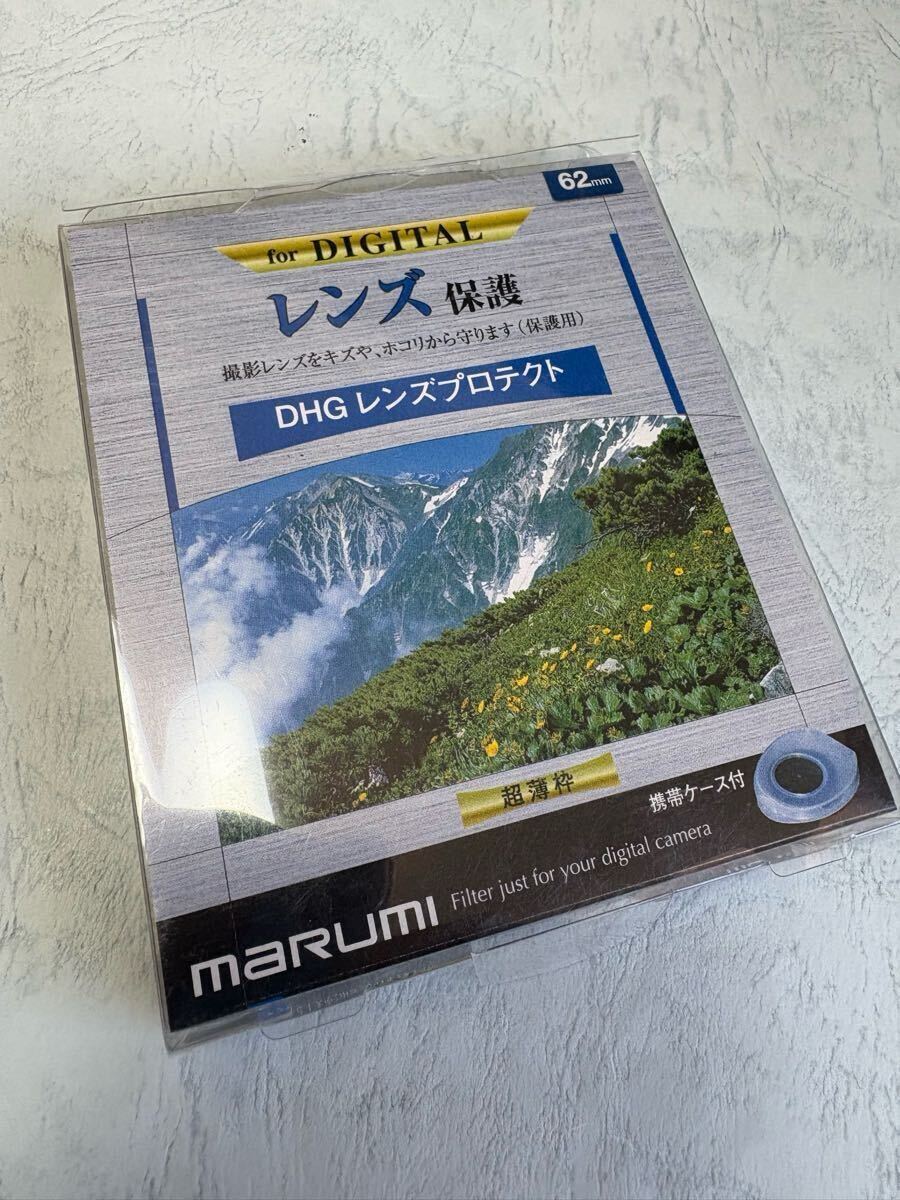 62mm
for DIGITAL
レンズ 保護
撮影レンズをキズや、ホコリから守ります(保護用)
DHG レンズプロテクト
超薄枠
携帯ケース付
marumi Filter just for your digital camera